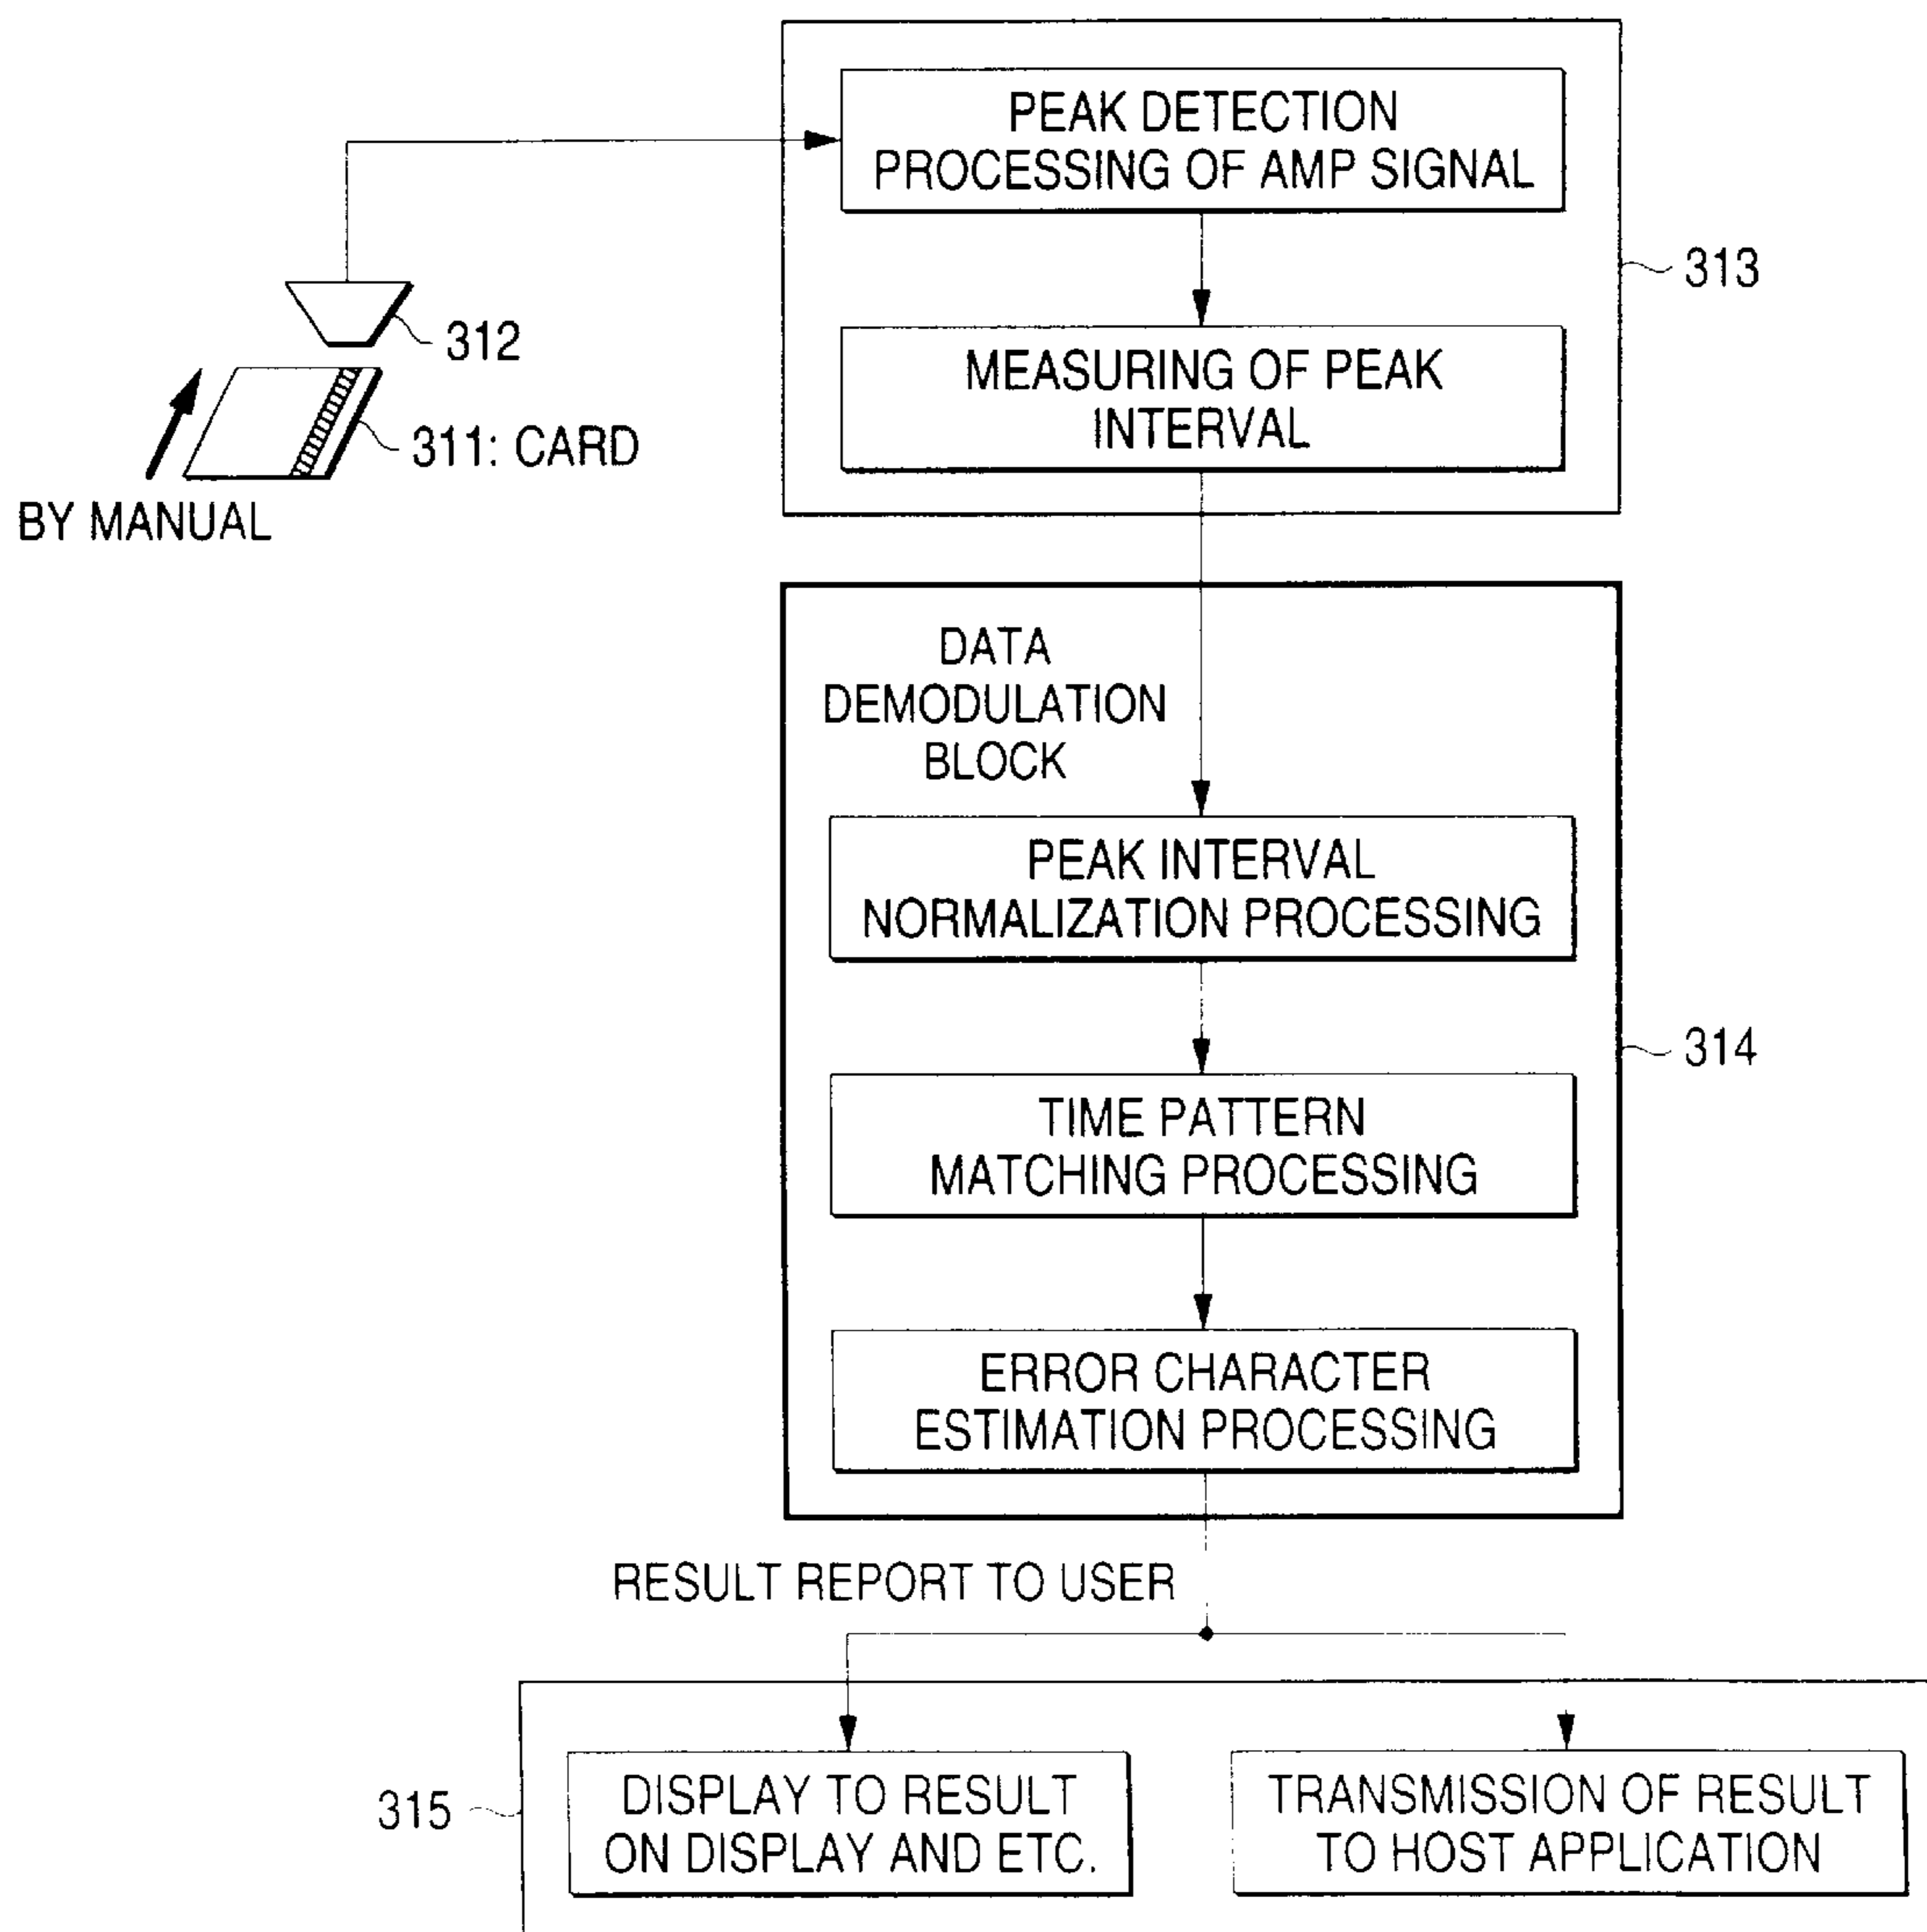 PEAK DETECTION
PROCESSING OF AMP SIGNAL
313
312
MEASURING OF PEAK
INTERVAL
311: CARD
BY MANUAL
DATA
DEMODULATION
BLOCK
PEAK INTERVAL
NORMALIZATION PROCESSING
314
TIME PATTERN
MATCHING PROCESSING
ERROR CHARACTER
ESTIMATION PROCESSING
RESULT REPORT TO USER
315
DISPLAY TO RESULT
ON DISPLAY AND ETC.
TRANSMISSION OF RESULT
TO HOST APPLICATION